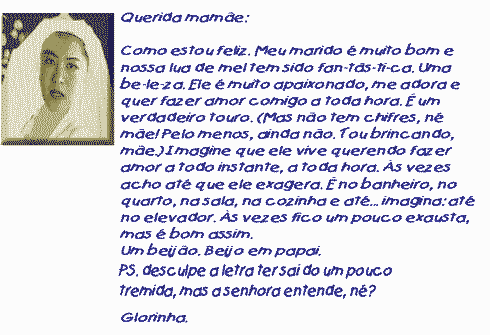 Querida mamãe:
Como estou feliz. Meu marido é muito bom e
nossa lua de mel tem sido fan-tás-ti-ca. Uma
be-le-za. Ele é muito apaixonado, me adora e
quer fazer amor comigo a toda hora. É um
verdadeiro touro. (Mas não tem chifres, né
mãe! Pelo menos, ainda não. Tou brincando,
mãe.) Imagine que ele vive querendo fazer
amor a todo instante, a toda hora. Às vezes
acho até que ele exagera. É no banheiro, no
quarto, na sala, na cozinha e até... imagina: até
no elevador. Às vezes fico um pouco exausta,
mas é bom assim.
Um beijão. Beijo em papai.
PS. desculpe a letra ter saido um pouco
tremida, mas a senhora entende, né?
Glorinha.